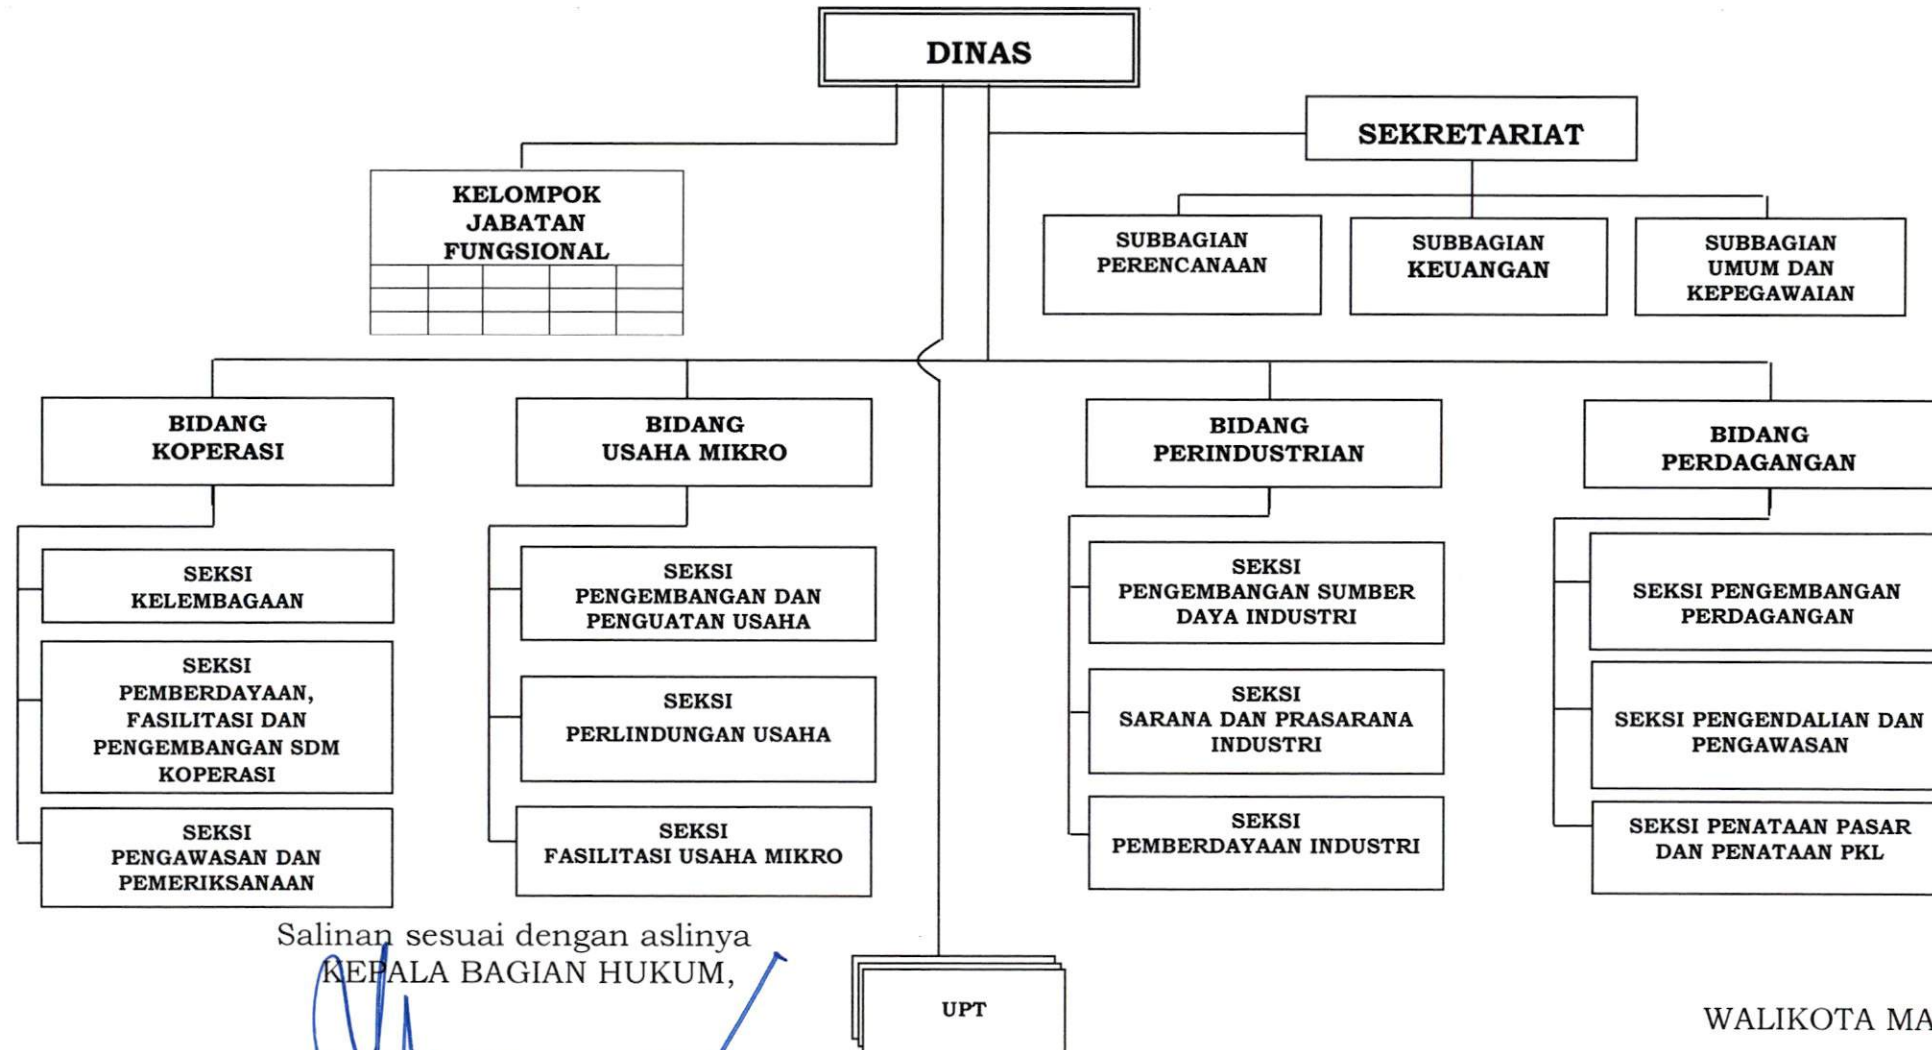 DINAS
SEKRETARIAT
KELOMPOK
JABATAN
FUNGSIONAL
SUBBAGIAN
PERENCANAAN
SUBBAGIAN
KEUANGAN
SUBBAGIAN
UMUM DAN
KEPEGAWAIAN
BIDANG
KOPERASI
BIDANG
USAHA MIKRO
BIDANG
PERINDUSTRIAN
BIDANG
PERDAGANGAN
SEKSI
KELEMBAGAAN
SEKSI
PEMBERDAYAAN,
FASILITASI DAN
PENGEMBANGAN SDM
KOPERASI
SEKSI
PENGAWASAN DAN
PEMERIKSANAAN
SEKSI
PENGEMBANGAN DAN
PENGUATAN USAHA
SEKSI
PERLINDUNGAN USAHA
SEKSI
FASILITASI USAHA MIKRO
SEKSI
PENGEMBANGAN SUMBER
DAYA INDUSTRI
SEKSI
SARANA DAN PRASARANA
INDUSTRI
SEKSI
PEMBERDAYAAN INDUSTRI
SEKSI PENGEMBANGAN
PERDAGANGAN
SEKSI PENGENDALIAN DAN
PENGAWASAN
SEKSI PENATAAN PASAR
DAN PENATAAN PKL
Salinan sesuai dengan aslinya
KEPALA BAGIAN HUKUM,
UPT
WALIKOTA MA